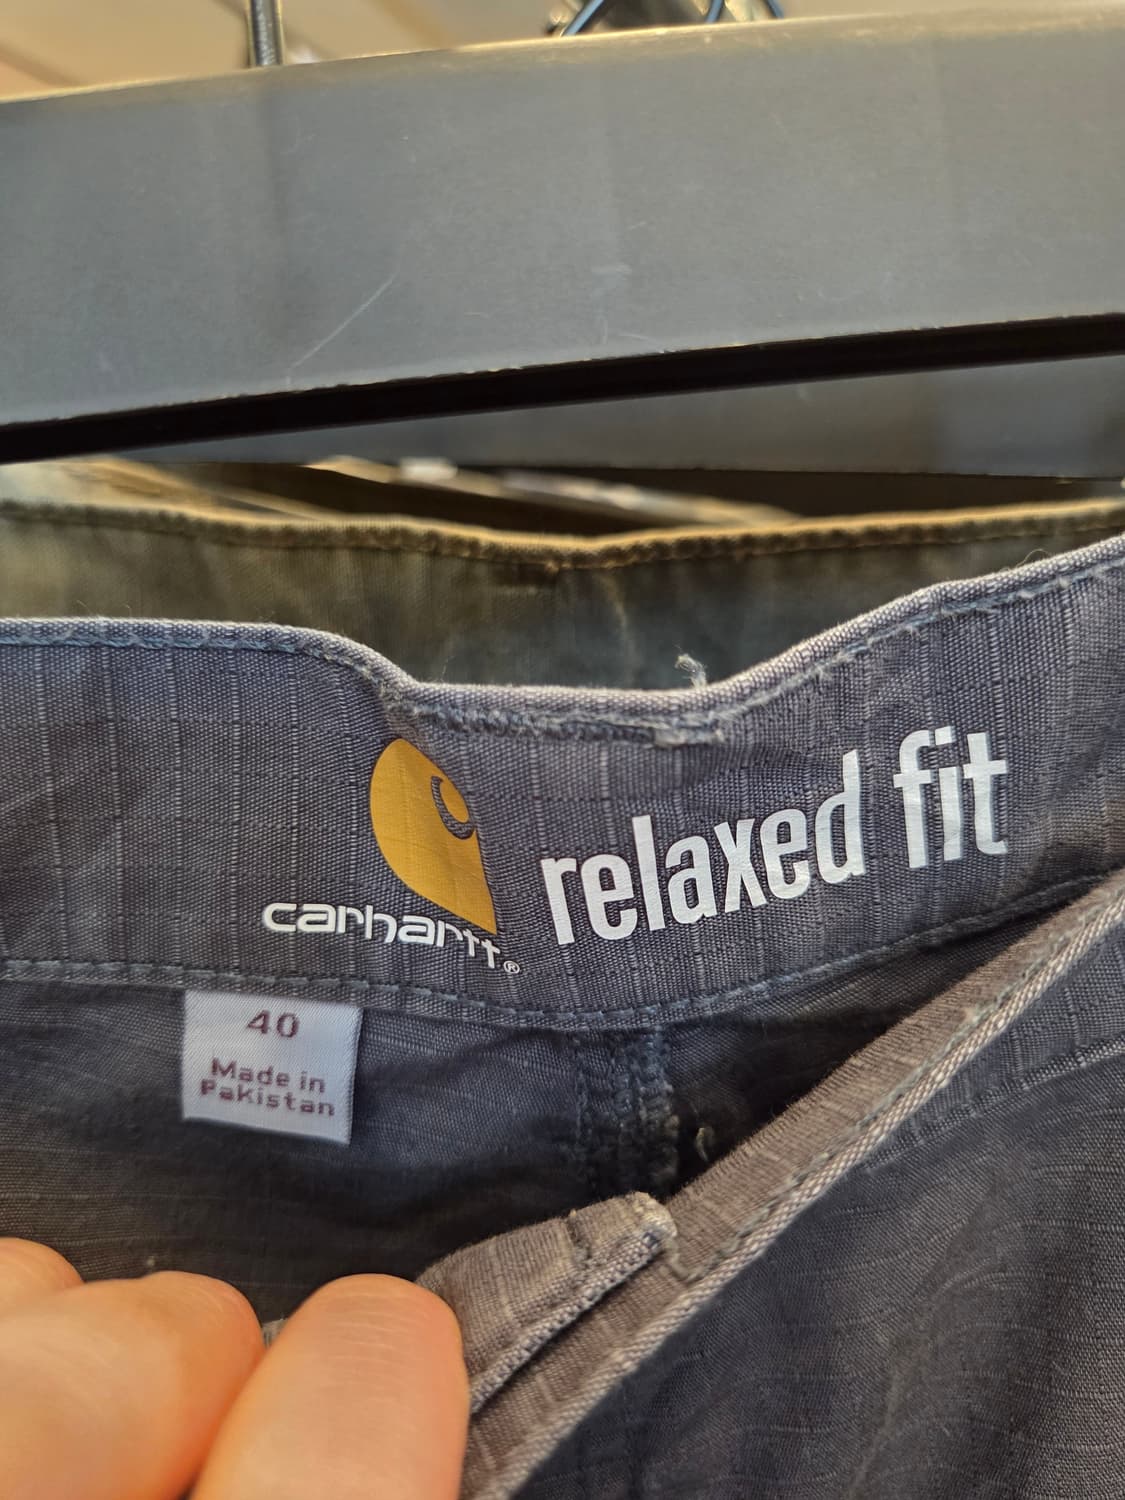 carhartt®
relaxed fit
40
Made in
Pakistan